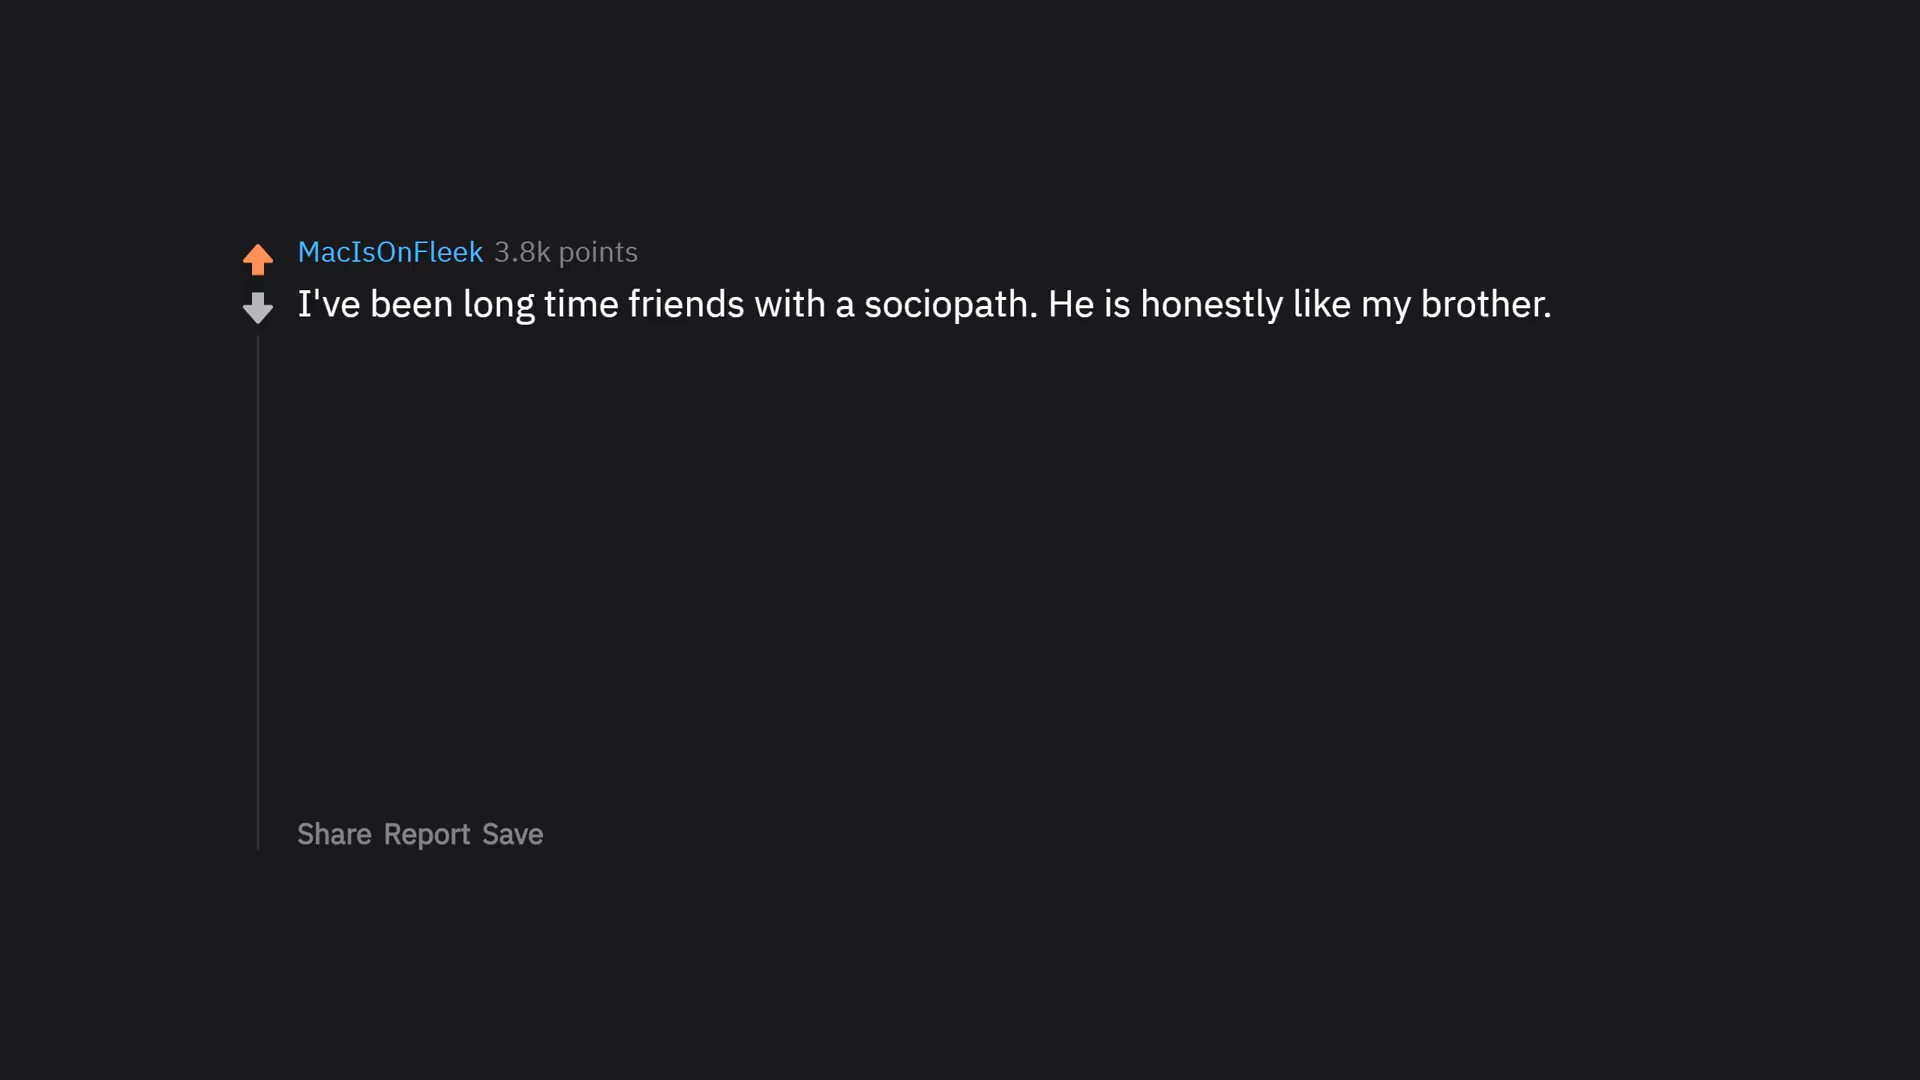 MacIsOnFleek 3.8k points
I've been long time friends with a sociopath. He is honestly like my brother.
Share Report Save